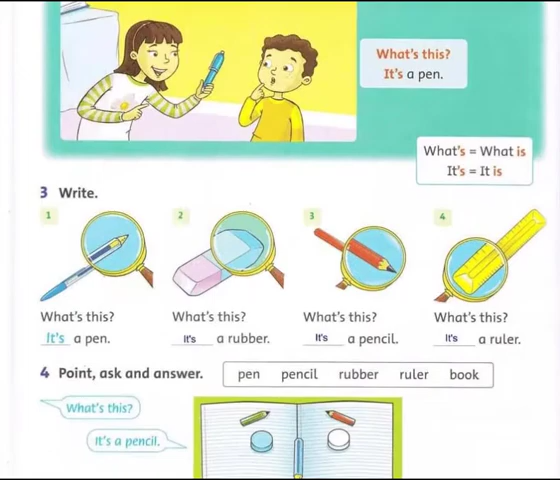 What's this?
It's a pen.
What's = What is
It's = It is
3 Write.
1
2
3
4
What's this?
It's a pen.
What's this?
It's a rubber.
What's this?
It's a pencil.
What's this?
It's a ruler.
4 Point, ask and answer.
pen pencil rubber ruler book
What's this?
It's a pencil.